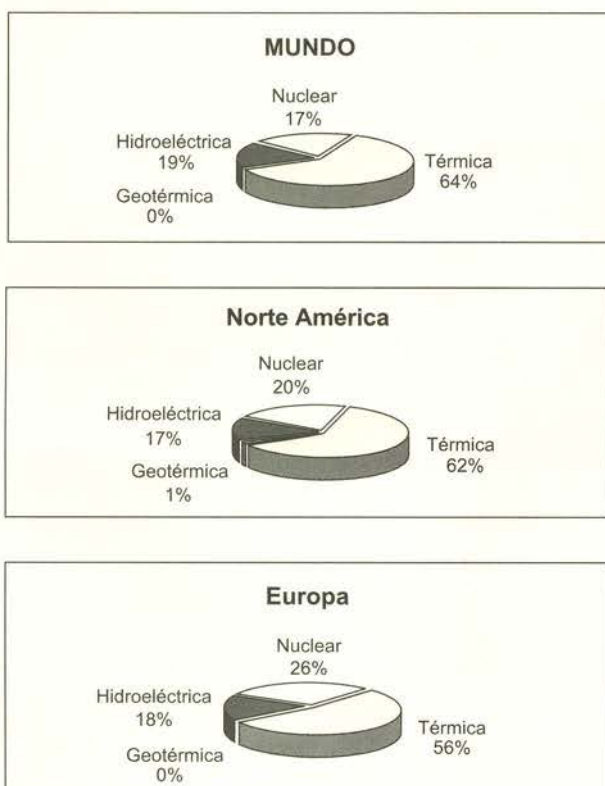 MUNDO
Nuclear
17%
Hidroeléctrica
19%
Térmica
64%
Geotérmica
0%
Norte América
Nuclear
20%
Hidroeléctrica
17%
Térmica
62%
Geotérmica
1%
Europa
Nuclear
26%
Hidroeléctrica
18%
Térmica
56%
Geotérmica
0%